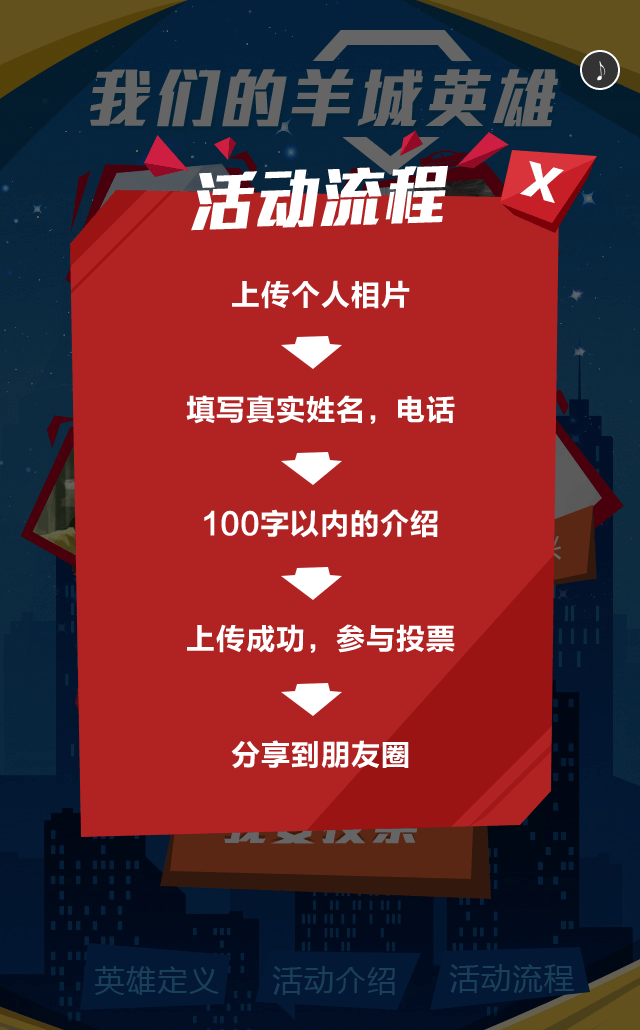 我们的羊城英雄
活动流程
X
上传个人相片
填写真实姓名，电话
100字以内的介绍
上传成功，参与投票
分享到朋友圈
我要投票
英雄定义
活动介绍
活动流程